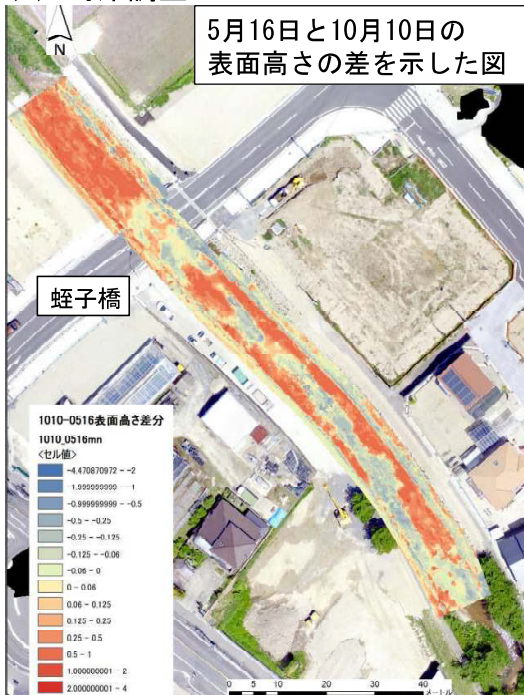 5月16日と10月10日の
表面高さの差を示した図
N
蛭子橋
1010-0516表面高さ差分
1010_0516mn
<セル値>
-4.470870972 - -2
-1.999999999 - -1
-0.999999999 - -0.5
-0.5 - -0.25
-0.25 - -0.125
-0.125 - -0.06
-0.06 - 0
0 - 0.06
0.06 - 0.125
0.125 - 0.25
0.25 - 0.5
0.5 - 1
1.000000001 - 2
2.000000001 - 4
0 5 10 20 30 40
メートル